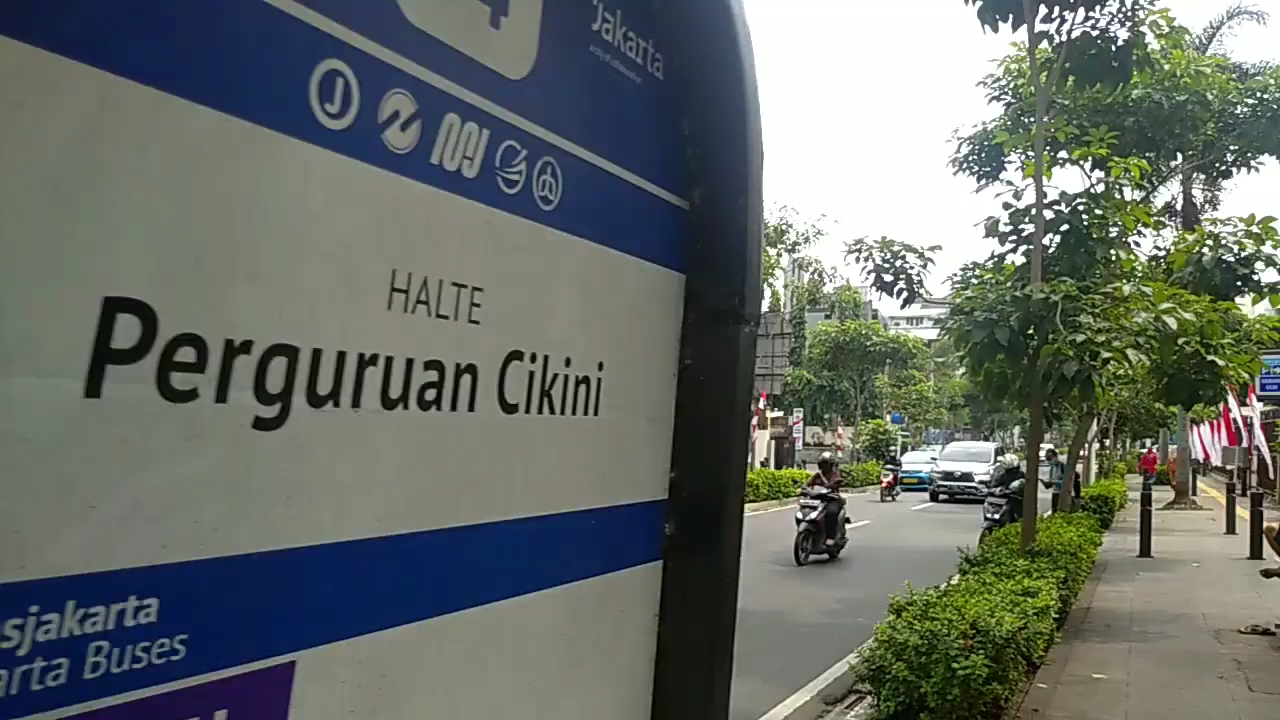 Jakarta
J
HALTE
Perguruan Cikini
sjakarta
arta Buses